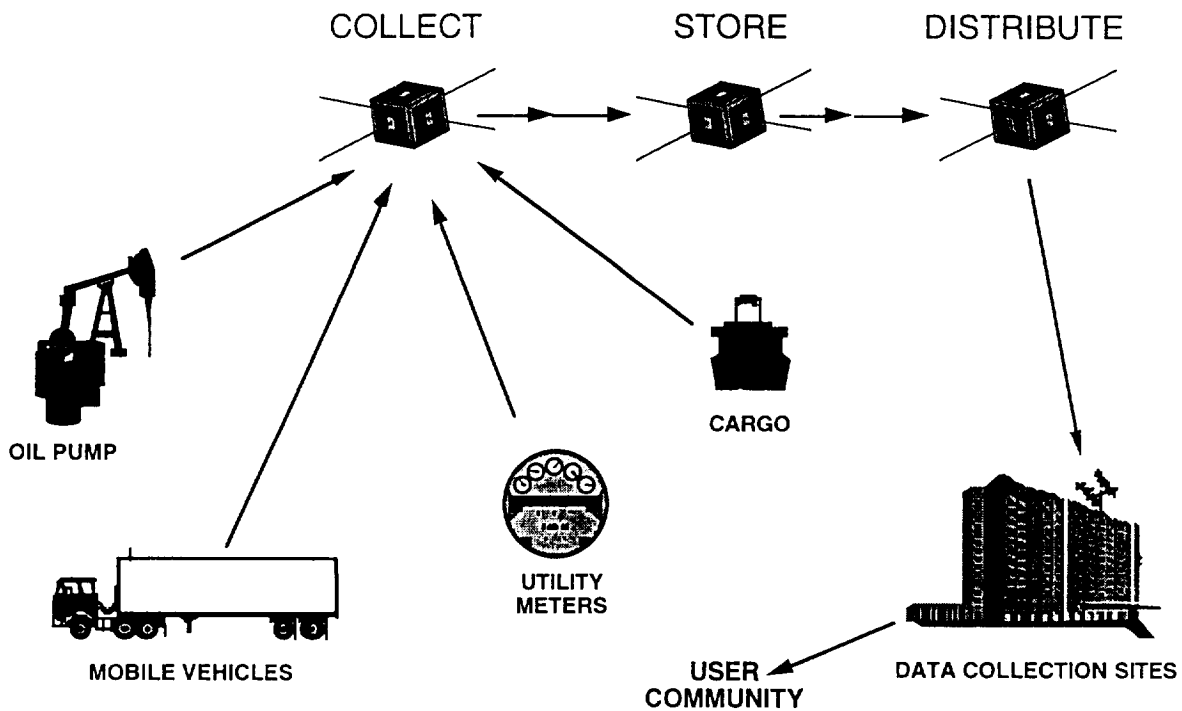 COLLECT
STORE
DISTRIBUTE
OIL PUMP
CARGO
UTILITY
METERS
MOBILE VEHICLES
USER
COMMUNITY
DATA COLLECTION SITES